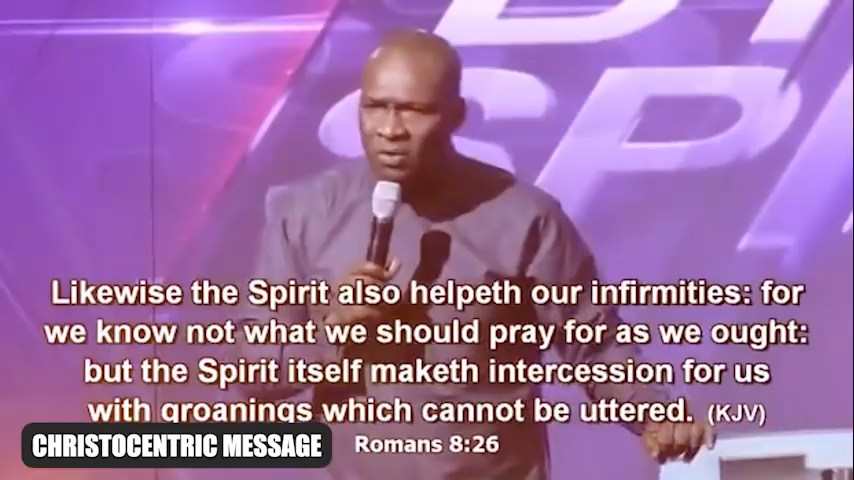 SPI
Likewise the Spirit also helpeth our infirmities: for
we know not what we should pray for as we ought:
but the Spirit itself maketh intercession for us
with groanings which cannot be uttered. (KJV)
CHRISTOCENTRIC MESSAGE
Romans 8:26